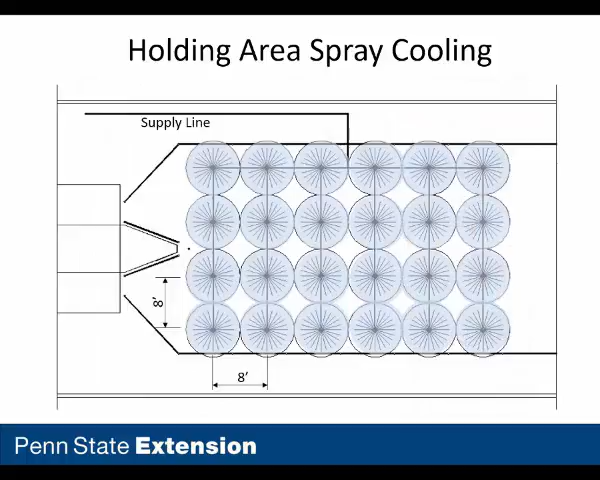 Holding Area Spray Cooling
Supply Line
8'
8'
Penn State Extension